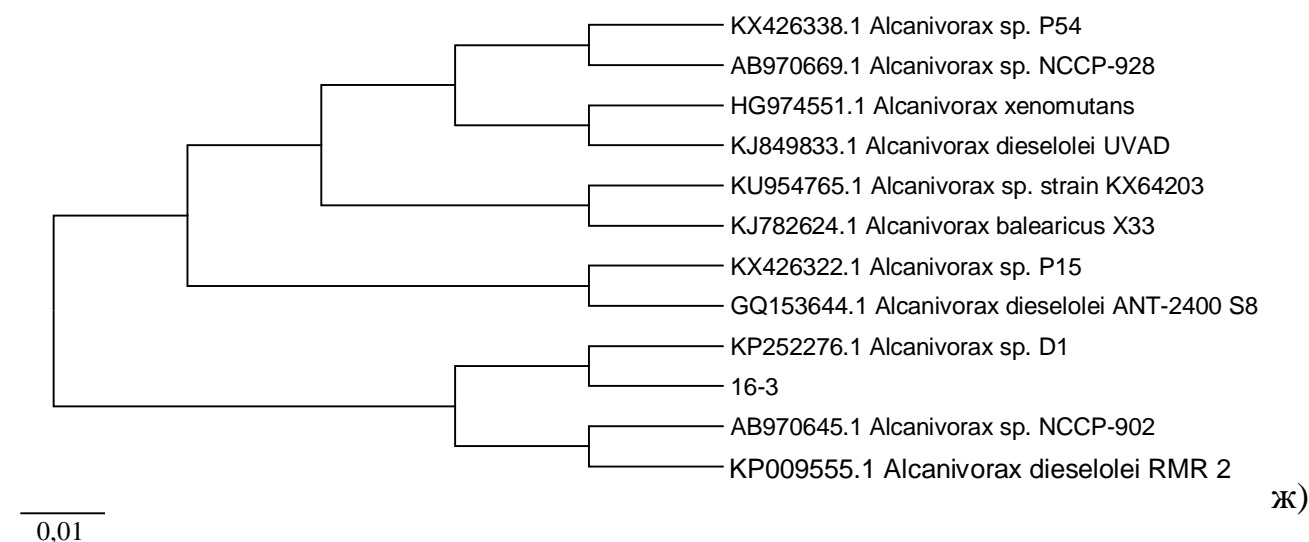 KX426338.1 Alcanivorax sp. P54
AB970669.1 Alcanivorax sp. NCCP-928
HG974551.1 Alcanivorax xenomutans
KJ849833.1 Alcanivorax dieselolei UVAD
KU954765.1 Alcanivorax sp. strain KX64203
KJ782624.1 Alcanivorax balearicus X33
KX426322.1 Alcanivorax sp. P15
GQ153644.1 Alcanivorax dieselolei ANT-2400 S8
KP252276.1 Alcanivorax sp. D1
16-3
AB970645.1 Alcanivorax sp. NCCP-902
KP009555.1 Alcanivorax dieselolei RMR 2
ж)
0,01